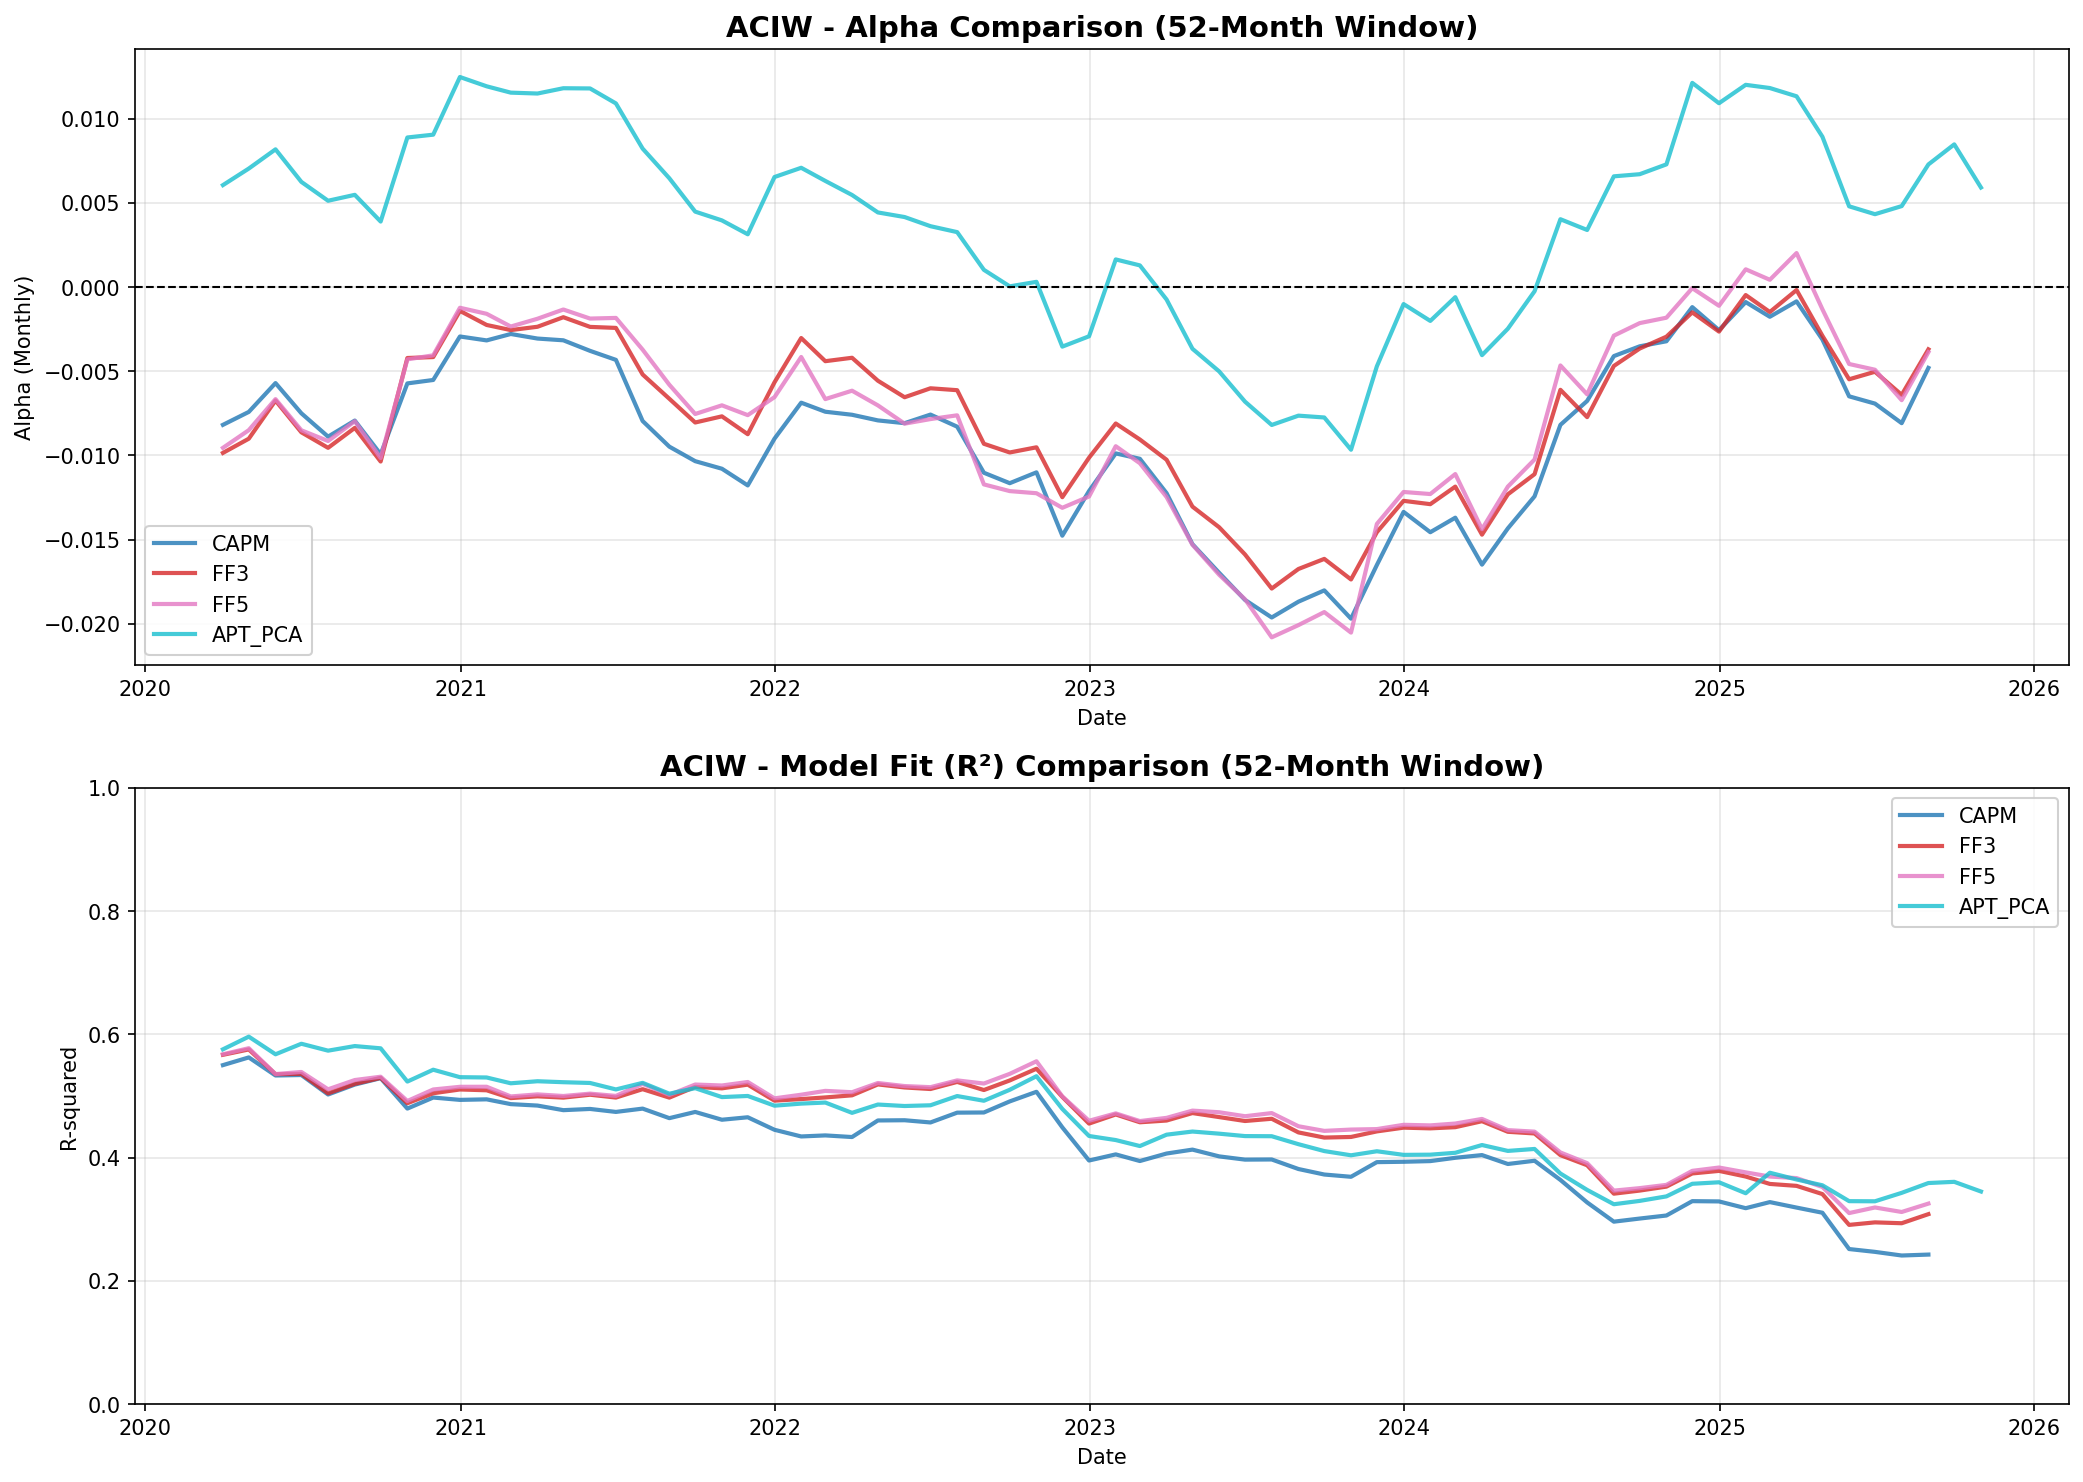 ACIW - Alpha Comparison (52-Month Window)
Alpha (Monthly)
0.010
0.005
0.000
−0.005
−0.010
−0.015
−0.020
CAPM
FF3
FF5
APT_PCA
2020 2021 2022 2023 2024 2025 2026
Date
ACIW - Model Fit (R²) Comparison (52-Month Window)
R-squared
1.0
0.8
0.6
0.4
0.2
0.0
CAPM
FF3
FF5
APT_PCA
2020 2021 2022 2023 2024 2025 2026
Date